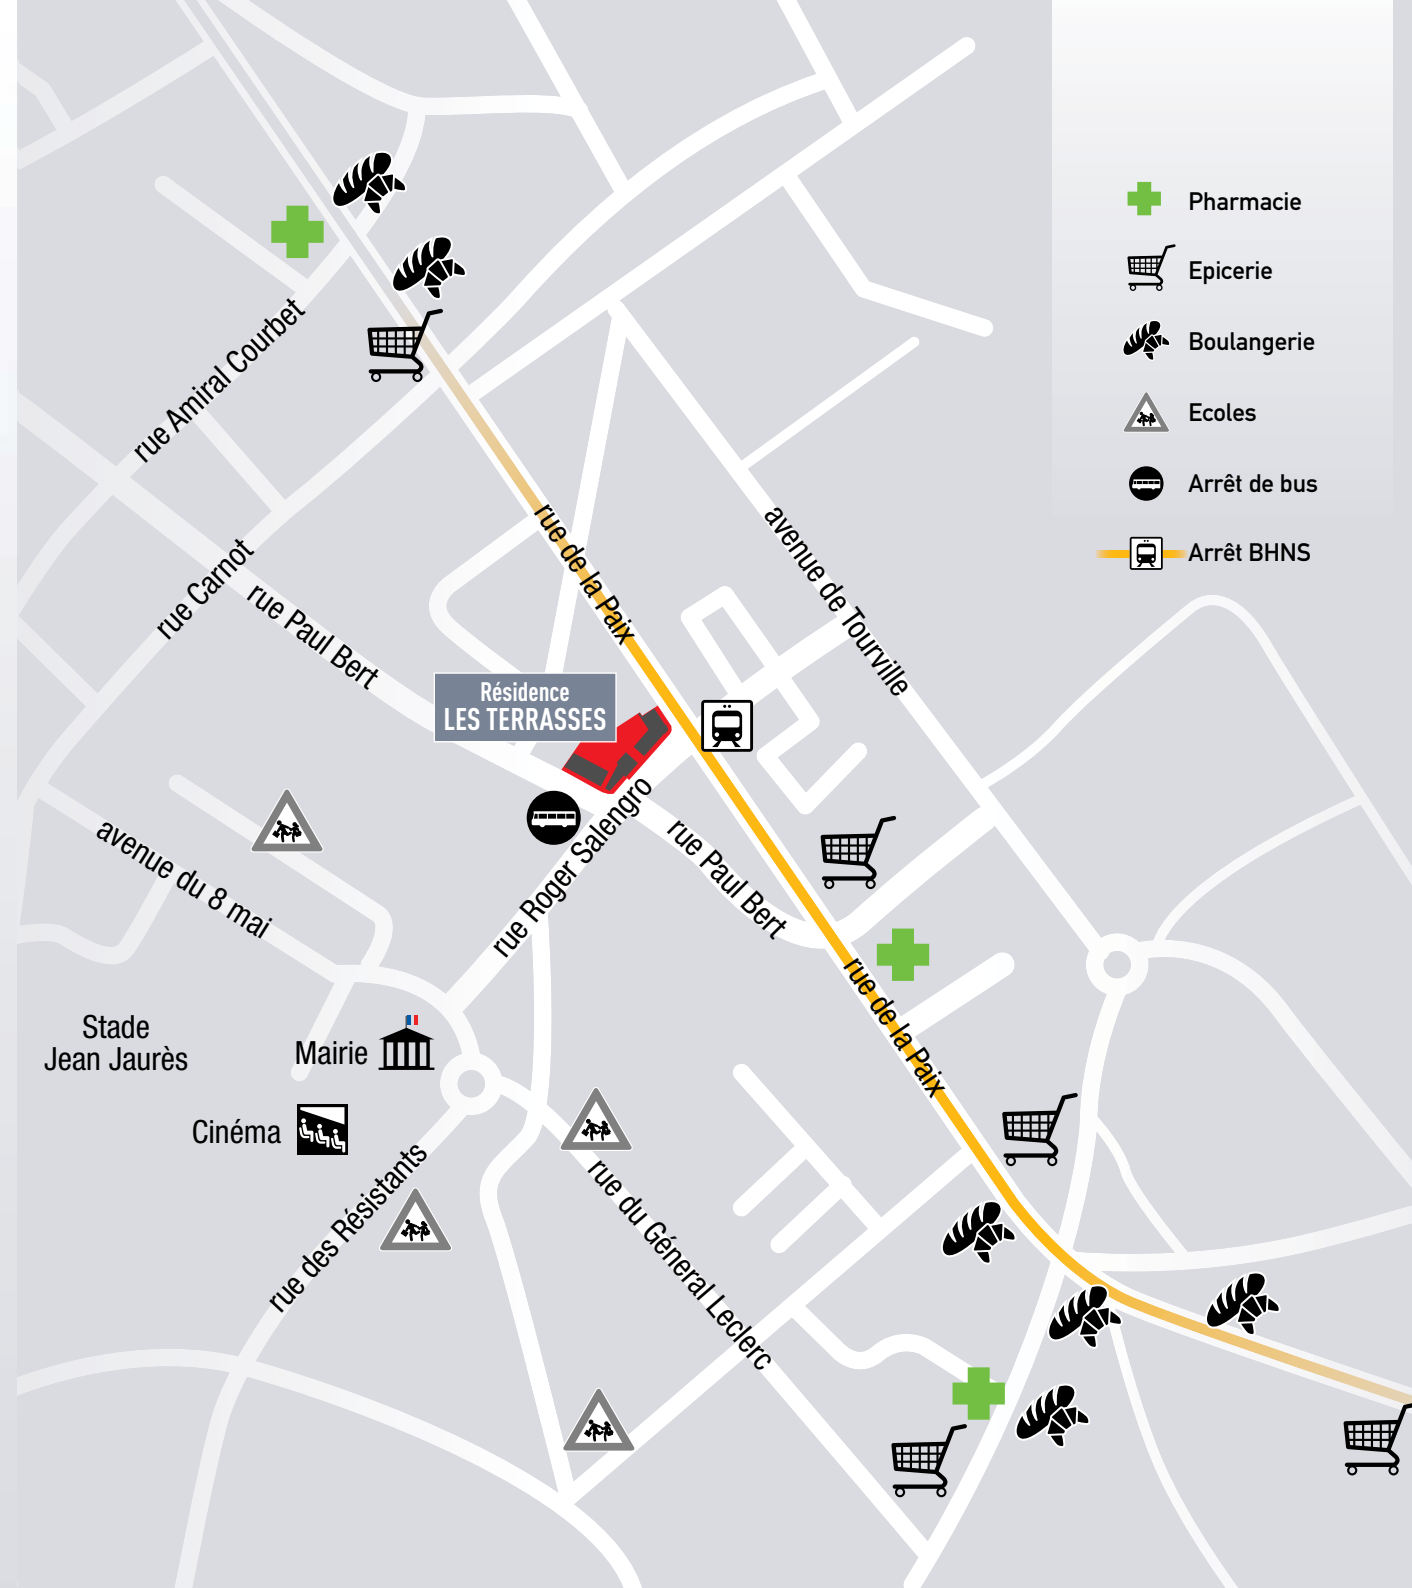 Pharmacie
Epicerie
Boulangerie
Ecoles
Arrêt de bus
Arrêt BHNS
rue Amiral Courbet
rue Carnot
rue Paul Bert
rue de la Paix
avenue de Tourville
Résidence
LES TERRASSES
rue Roger Salengro
rue Paul Bert
avenue du 8 mai
rue de la Paix
Stade
Jean Jaurès
Mairie
Cinéma
rue des Résistants
rue du Géneral Leclerc